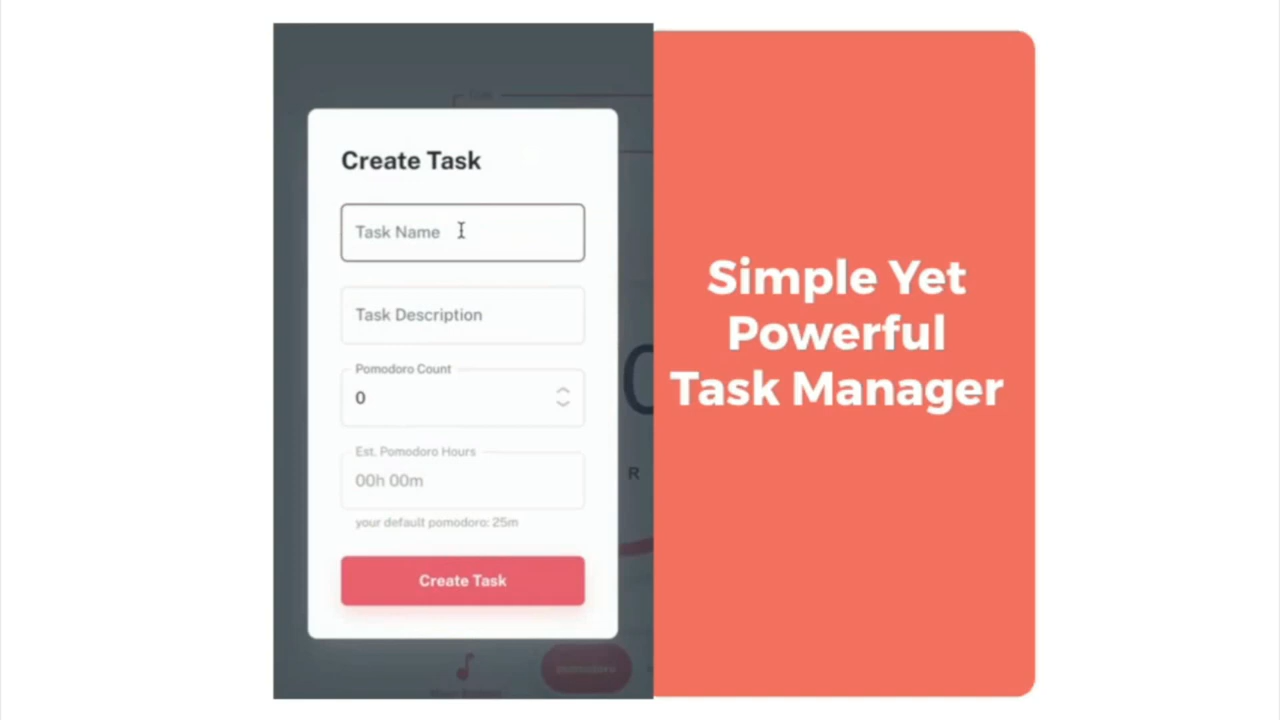 Create Task
Task Name
Task Description
Pomodoro Count
0
Est. Pomodoro Hours
00h 00m
your default pomodoro: 25m
Create Task
R
Simple Yet
Powerful
Task Manager